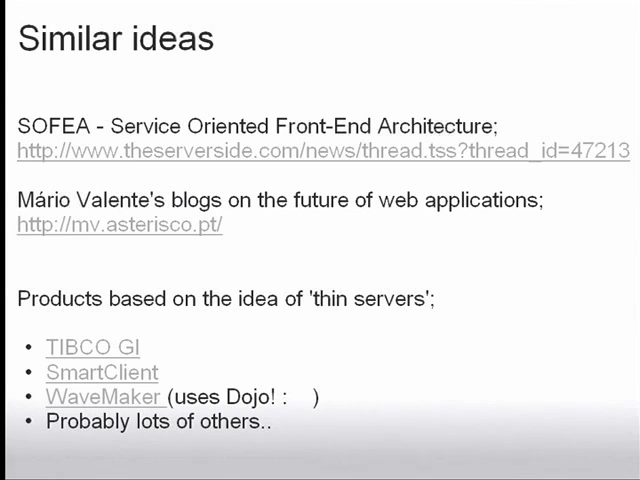 Similar ideas
SOFEA - Service Oriented Front-End Architecture;
http://www.theserverside.com/news/thread.tss?thread_id=47213
Mário Valente's blogs on the future of web applications;
http://mv.asterisco.pt/
Products based on the idea of 'thin servers';
• TIBCO GI
• SmartClient
• WaveMaker (uses Dojo! : )
• Probably lots of others..